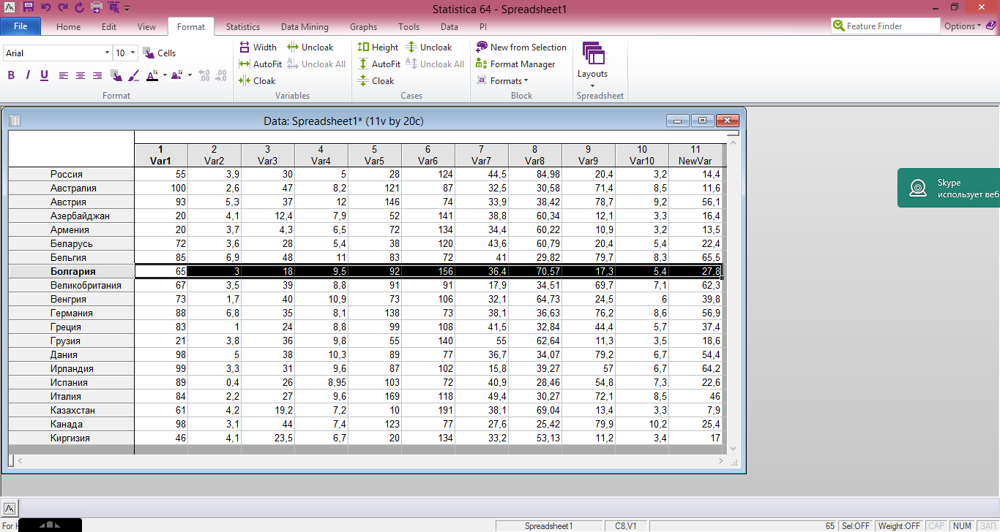 Statistica 64 - Spreadsheet1
File Home Edit View Format Statistics Data Mining Graphs Tools Data PI Feature Finder Options
Arial 10 Cells Width Uncloak Height Uncloak New from Selection
AutoFit Uncloak All AutoFit Uncloak All Format Manager Layouts
B I U A Cloak Cloak Formats
Format Variables Cases Block Spreadsheet
Data: Spreadsheet1* (11v by 20c)
1 2 3 4 5 6 7 8 9 10 11
Var1 Var2 Var3 Var4 Var5 Var6 Var7 Var8 Var9 Var10 NewVar
Россия 55 3,9 30 5 28 124 44,5 84,98 20,4 3,2 14,4
Австралия 100 2,6 47 8,2 121 87 32,5 30,58 71,4 8,5 11,6
Австрия 93 5,3 37 12 146 74 33,9 38,42 78,7 9,2 56,1
Азербайджан 20 4,1 12,4 7,9 52 141 38,8 60,34 12,1 3,3 16,4
Армения 20 3,7 4,3 6,5 72 134 34,4 60,22 10,9 3,2 13,5
Беларусь 72 3,6 28 5,4 38 120 43,6 60,79 20,4 5,4 22,4
Бельгия 85 6,9 48 11 83 72 41 29,82 79,7 8,3 65,5
Болгария 65 3 18 9,5 92 156 36,4 70,57 17,3 5,4 27,8
Великобритания 67 3,5 39 8,8 91 91 17,9 34,51 69,7 7,1 62,3
Венгрия 73 1,7 40 10,9 73 106 32,1 64,73 24,5 6 39,8
Германия 88 6,8 35 8,1 138 73 38,1 36,63 76,2 8,6 56,9
Греция 83 1 24 8,8 99 108 41,5 32,84 44,4 5,7 37,4
Грузия 21 3,8 36 9,8 55 140 55 62,64 11,3 3,5 18,6
Дания 98 5 38 10,3 89 77 36,7 34,07 79,2 6,7 54,4
Ирландия 99 3,3 31 9,6 87 102 15,8 39,27 57 6,7 64,2
Испания 89 0,4 26 8,95 103 72 40,9 28,46 54,8 7,3 22,6
Италия 84 2,2 27 9,6 169 118 49,4 30,27 72,1 8,5 46
Казахстан 61 4,2 19,2 7,2 10 191 38,1 69,04 13,4 3,3 7,9
Канада 98 3,1 44 7,4 123 77 27,6 25,42 79,9 10,2 25,4
Киргизия 46 4,1 23,5 6,7 20 134 33,2 53,13 11,2 3,4 17
Skype
использует веб
For H Spreadsheet1 C8,V1 65 Sel:OFF Weight:OFF CAP NUM ЗАП